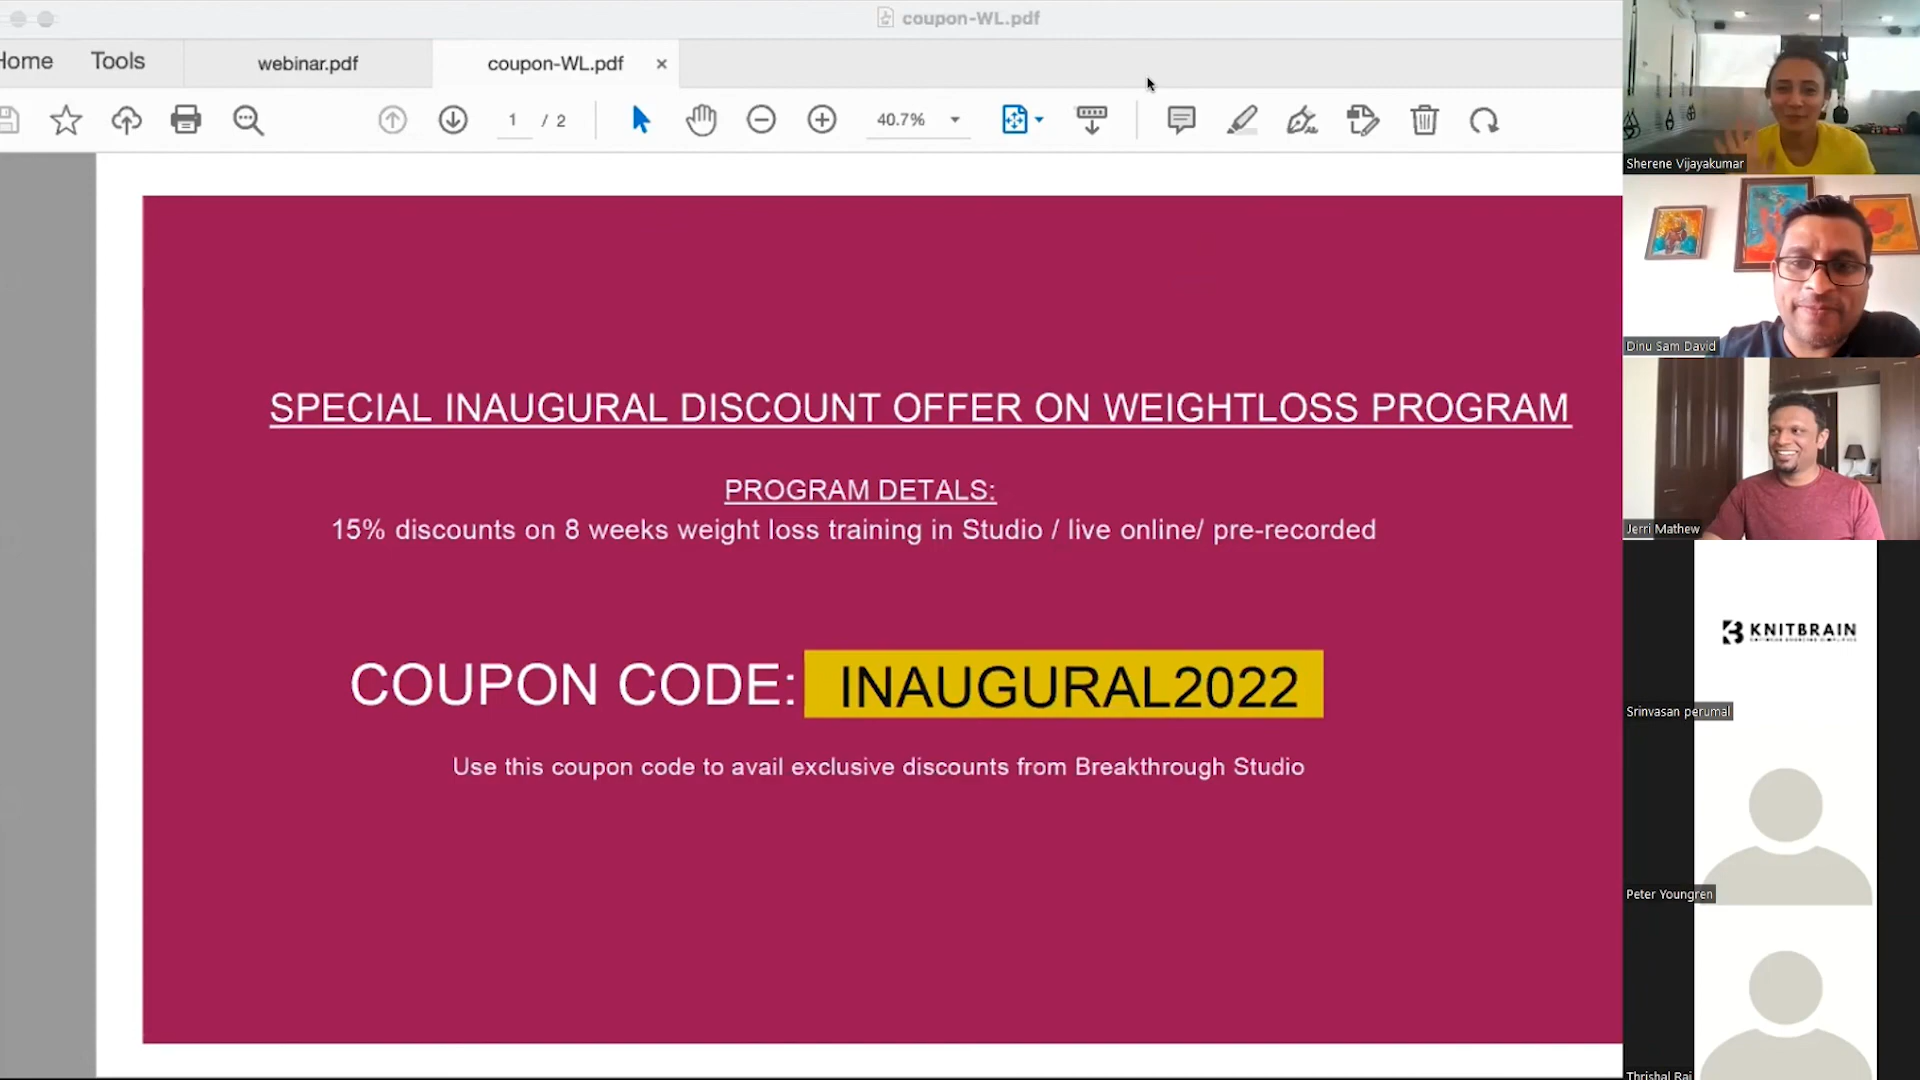 coupon-WL.pdf
Home Tools webinar.pdf coupon-WL.pdf
1 / 2 40.7%
SPECIAL INAUGURAL DISCOUNT OFFER ON WEIGHTLOSS PROGRAM
PROGRAM DETALS:
15% discounts on 8 weeks weight loss training in Studio / live online/ pre-recorded
COUPON CODE: INAUGURAL2022
Use this coupon code to avail exclusive discounts from Breakthrough Studio
Sherene Vijayakumar
Dinu Sam David
Jerri Mathew
KNITBRAIN
Srinvasan perumal
Peter Youngren
Thrishal Raj